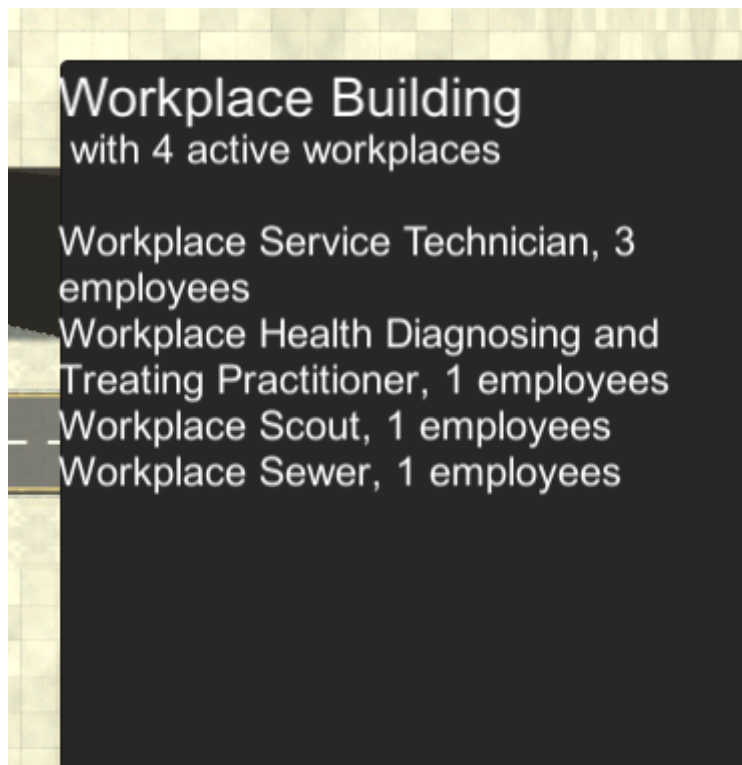 Workplace Building
with 4 active workplaces
Workplace Service Technician, 3
employees
Workplace Health Diagnosing and
Treating Practitioner, 1 employees
Workplace Scout, 1 employees
Workplace Sewer, 1 employees